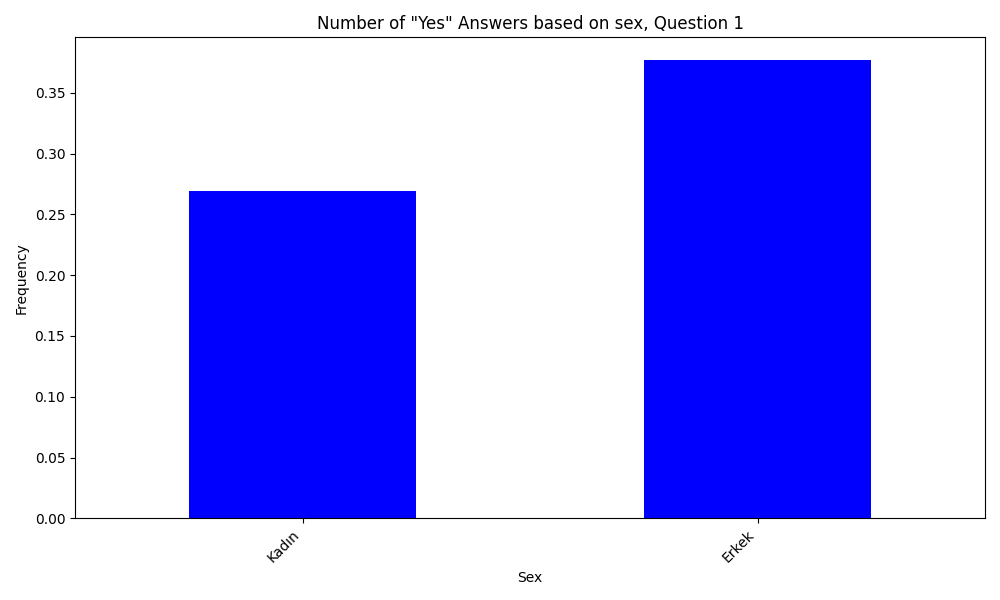 Number of "Yes" Answers based on sex, Question 1
Frequency
0.35
0.30
0.25
0.20
0.15
0.10
0.05
0.00
Kadın
Erkek
Sex